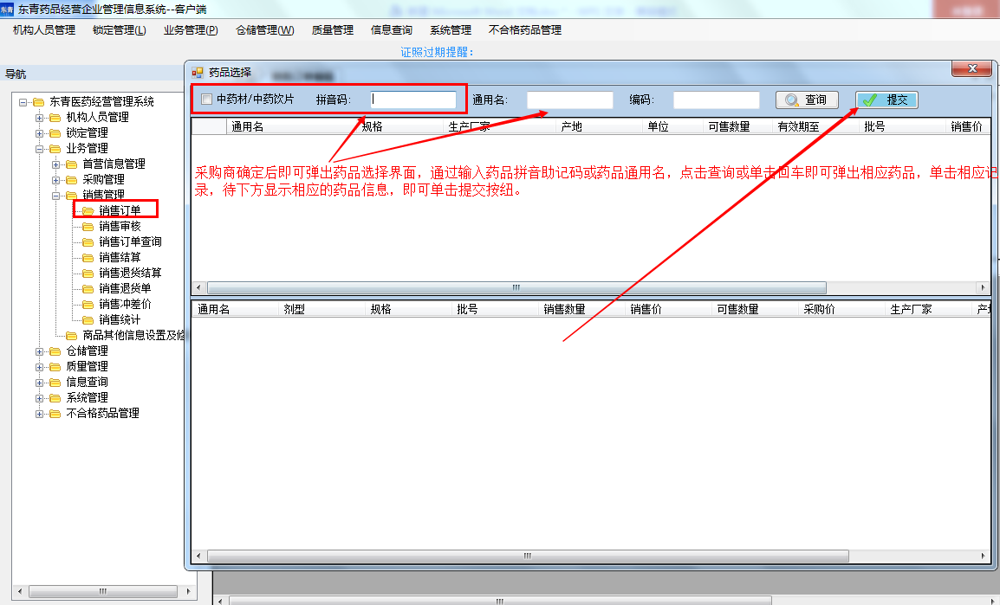 东青 东青药品经营企业管理信息系统--客户端
机构人员管理 锁定管理(L) 业务管理(P) 仓储管理(W) 质量管理 信息查询 系统管理 不合格药品管理
证照过期提醒：
导航
东青医药经营管理系统
机构人员管理
锁定管理
业务管理
首营信息管理
采购管理
销售管理
销售订单
销售审核
销售订单查询
销售结算
销售退货结算
销售退货单
销售冲差价
销售统计
商品其他信息设置及修
仓储管理
质量管理
信息查询
系统管理
不合格药品管理
药品选择
中药材/中药饮片 拼音码: 通用名: 编码: 查询 提交
通用名 规格 生产厂家 产地 单位 可售数量 有效期至 批号 销售价
采购商确定后即可弹出药品选择界面，通过输入药品拼音助记码或药品通用名，点击查询或单击回车即可弹出相应药品，单击相应记
录，待下方显示相应的药品信息，即可单击提交按纽。
通用名 剂型 规格 批号 销售数量 销售价 可售数量 采购价 生产厂家 产